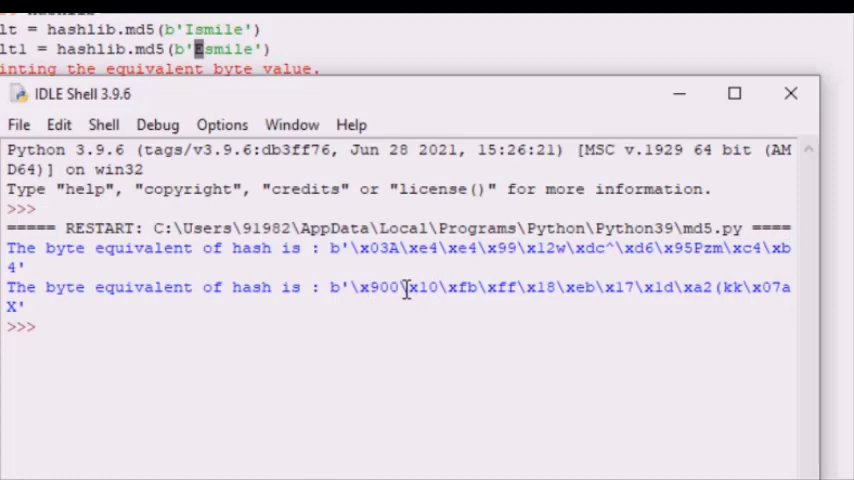 lt = hashlib.md5(b'Ismile')
lt1 = hashlib.md5(b'Esmile')
inting the equivalent byte value.
IDLE Shell 3.9.6
File Edit Shell Debug Options Window Help
Python 3.9.6 (tags/v3.9.6:db3ff76, Jun 28 2021, 15:26:21) [MSC v.1929 64 bit (AM
D64)] on win32
Type "help", "copyright", "credits" or "license()" for more information.
>>>
===== RESTART: C:\Users\91982\AppData\Local\Programs\Python\Python39\md5.py ====
The byte equivalent of hash is : b'\x03A\xe4\xe4\x99\x12w\xdc^\xd6\x95Pzm\xc4\xb
4'
The byte equivalent of hash is : b'\x900\x10\xfb\xff\x18\xeb\x17\x1d\xa2(kk\x07a
X'
>>>